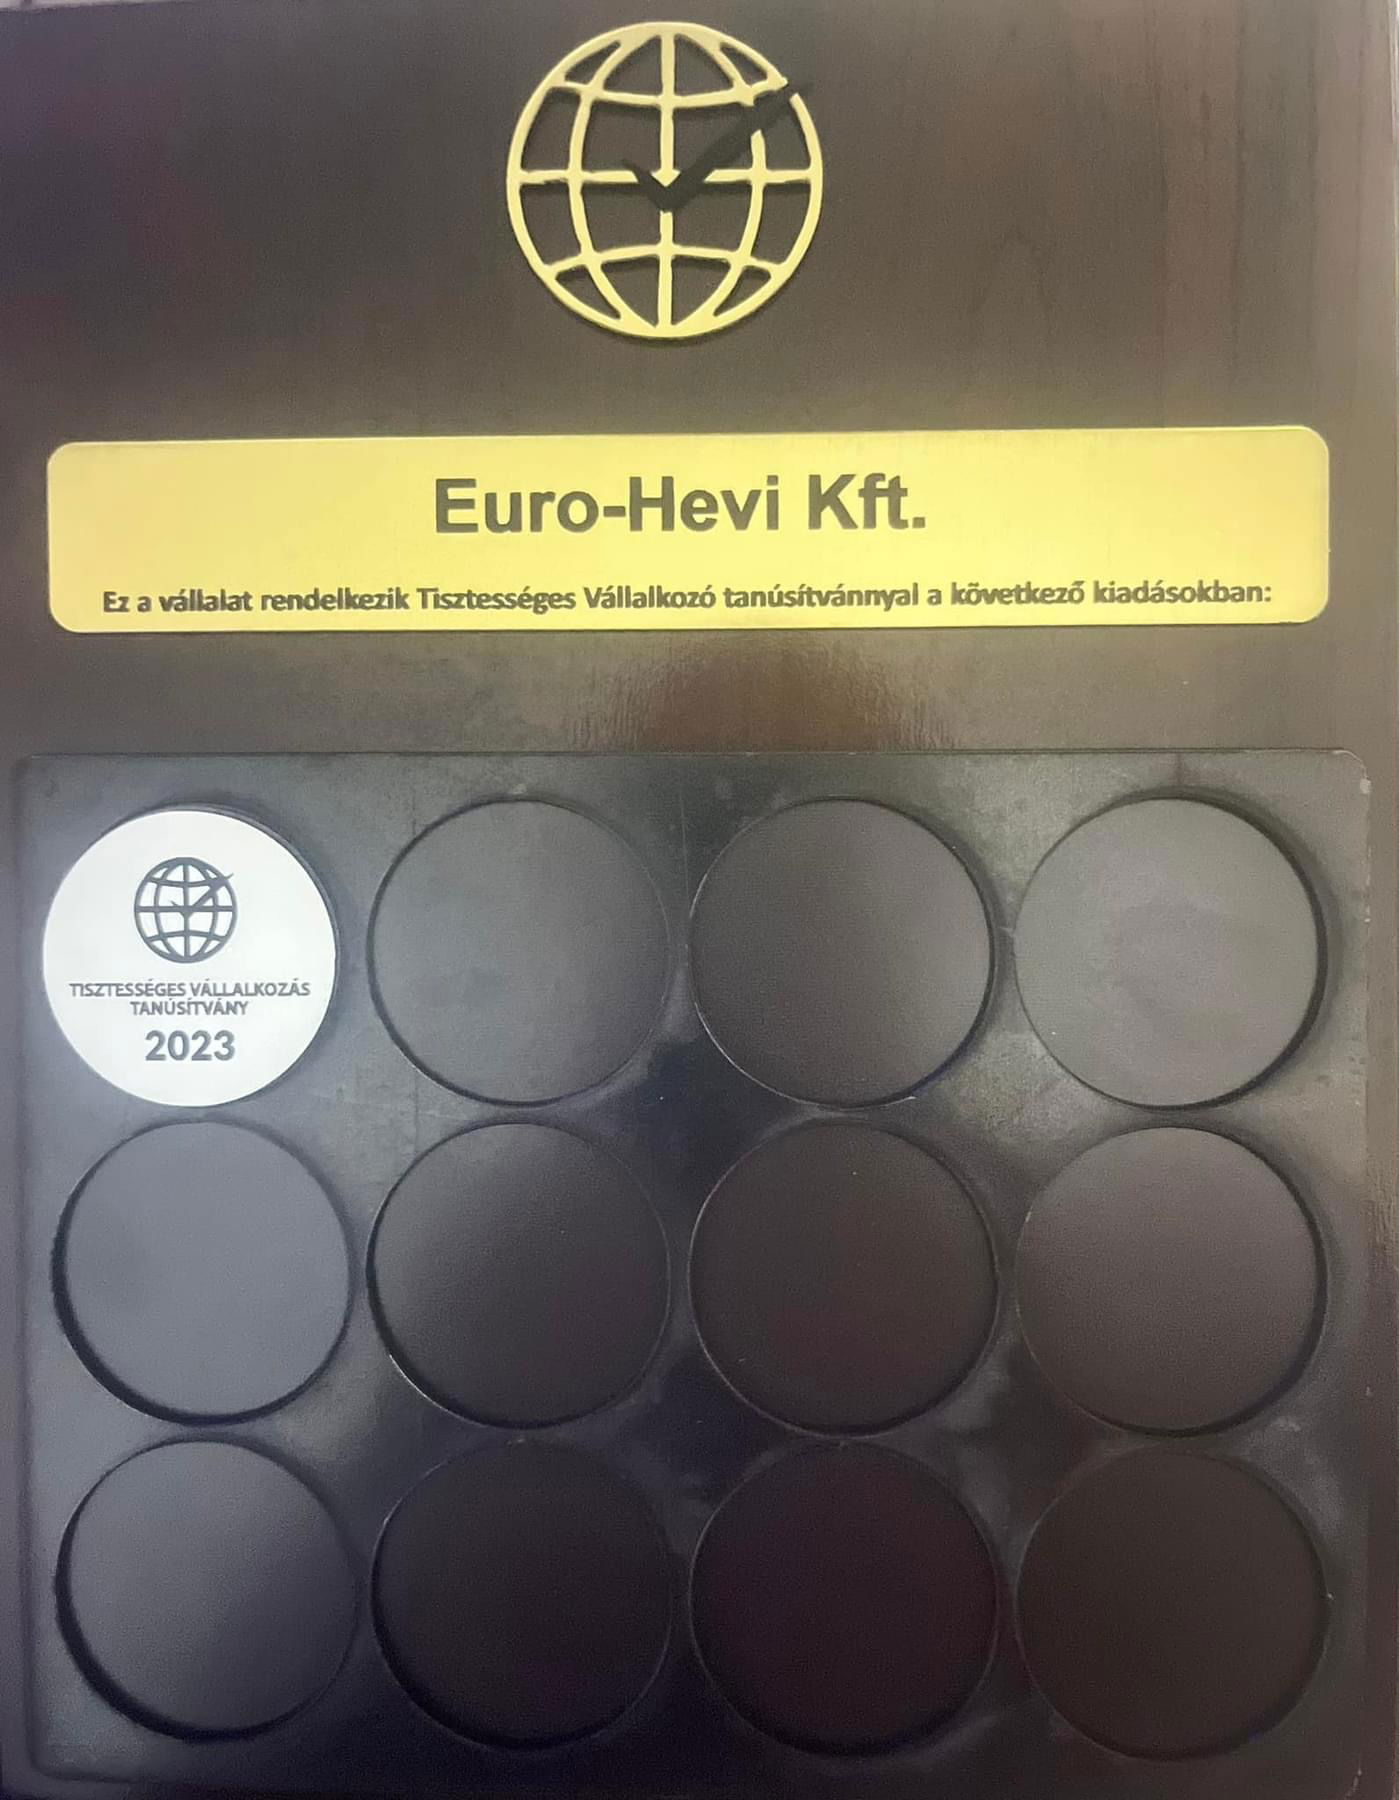 Euro-Hevi Kft.
Ez a vállalat rendelkezik Tisztességes Vállalkozó tanúsítvánnyal a következő kiadásokban:
TISZTESSÉGES VÁLLALKOZÁS
TANÚSÍTVÁNY
2023